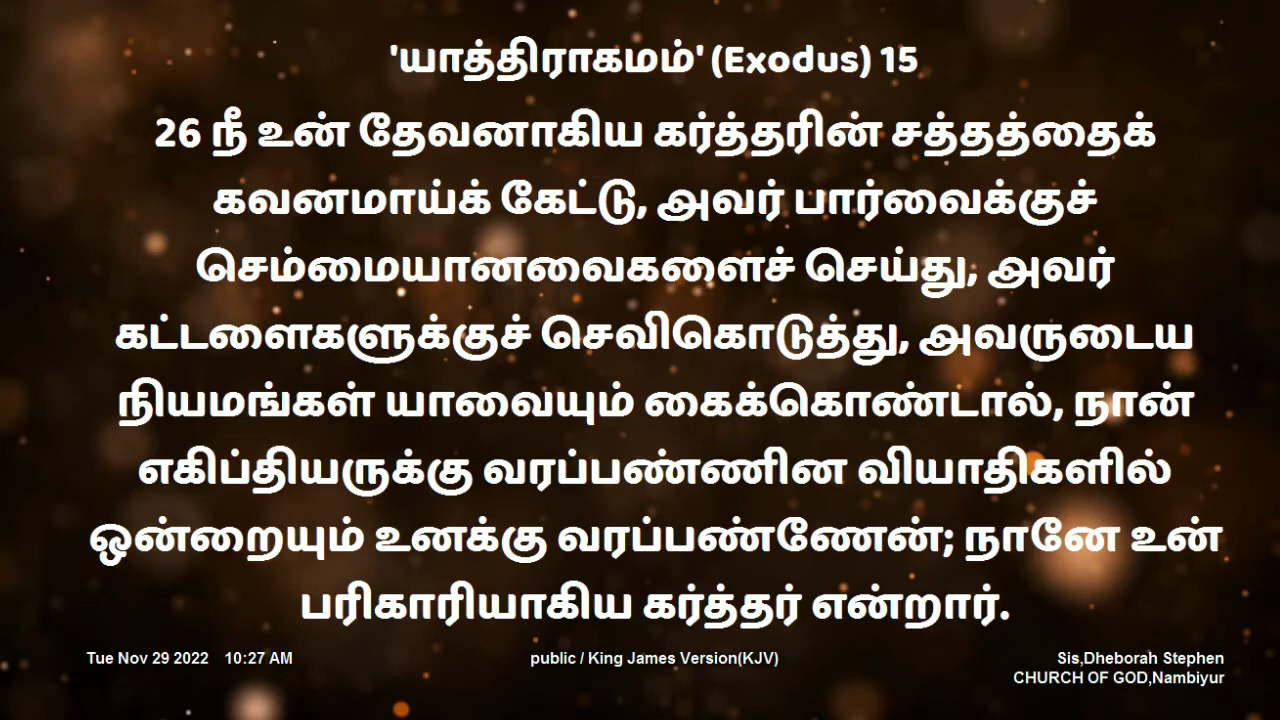 'யாத்திராகமம்' (Exodus) 15
26 நீ உன் தேவனாகிய கர்த்தரின் சத்தத்தைக்
கவனமாய்க் கேட்டு, அவர் பார்வைக்குச்
செம்மையானவைகளைச் செய்து, அவர்
கட்டளைகளுக்குச் செவிகொடுத்து, அவருடைய
நியமங்கள் யாவையும் கைக்கொண்டால், நான்
எகிப்தியருக்கு வரப்பண்ணின வியாதிகளில்
ஒன்றையும் உனக்கு வரப்பண்ணேன்; நானே உன்
பரிகாரியாகிய கர்த்தர் என்றார்.
Tue Nov 29 2022 10:27 AM
public / King James Version(KJV)
Sis,Dheborah Stephen
CHURCH OF GOD,Nambiyur